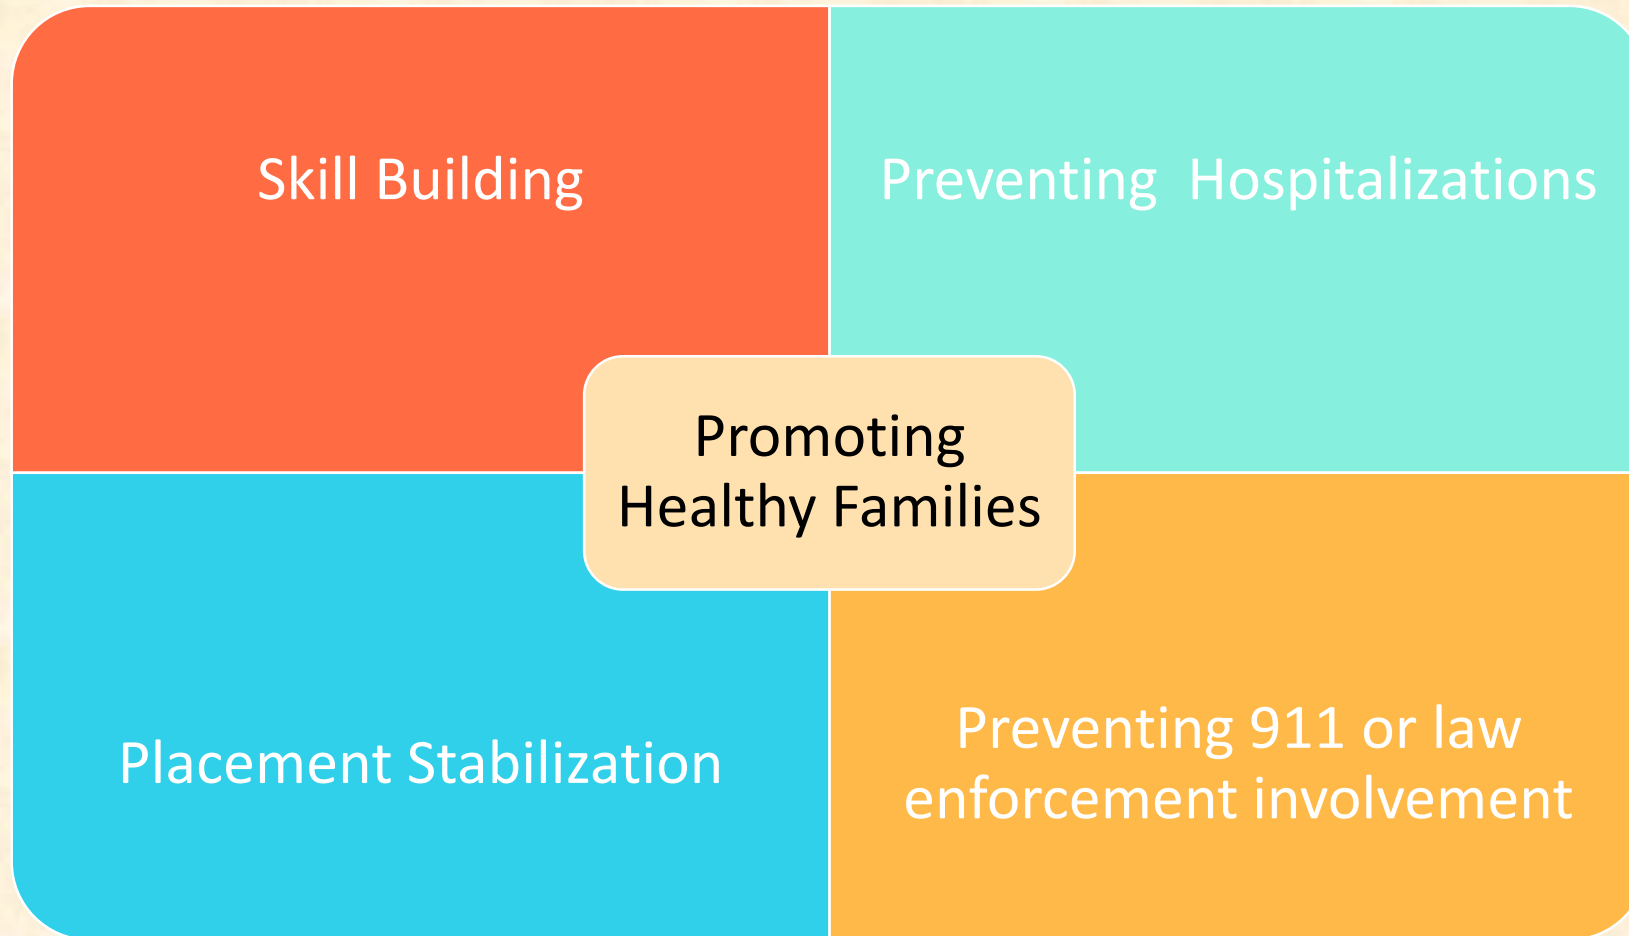 Skill Building
Preventing  Hospitalizations
Promoting
Healthy Families
Placement Stabilization
Preventing 911 or law
enforcement involvement